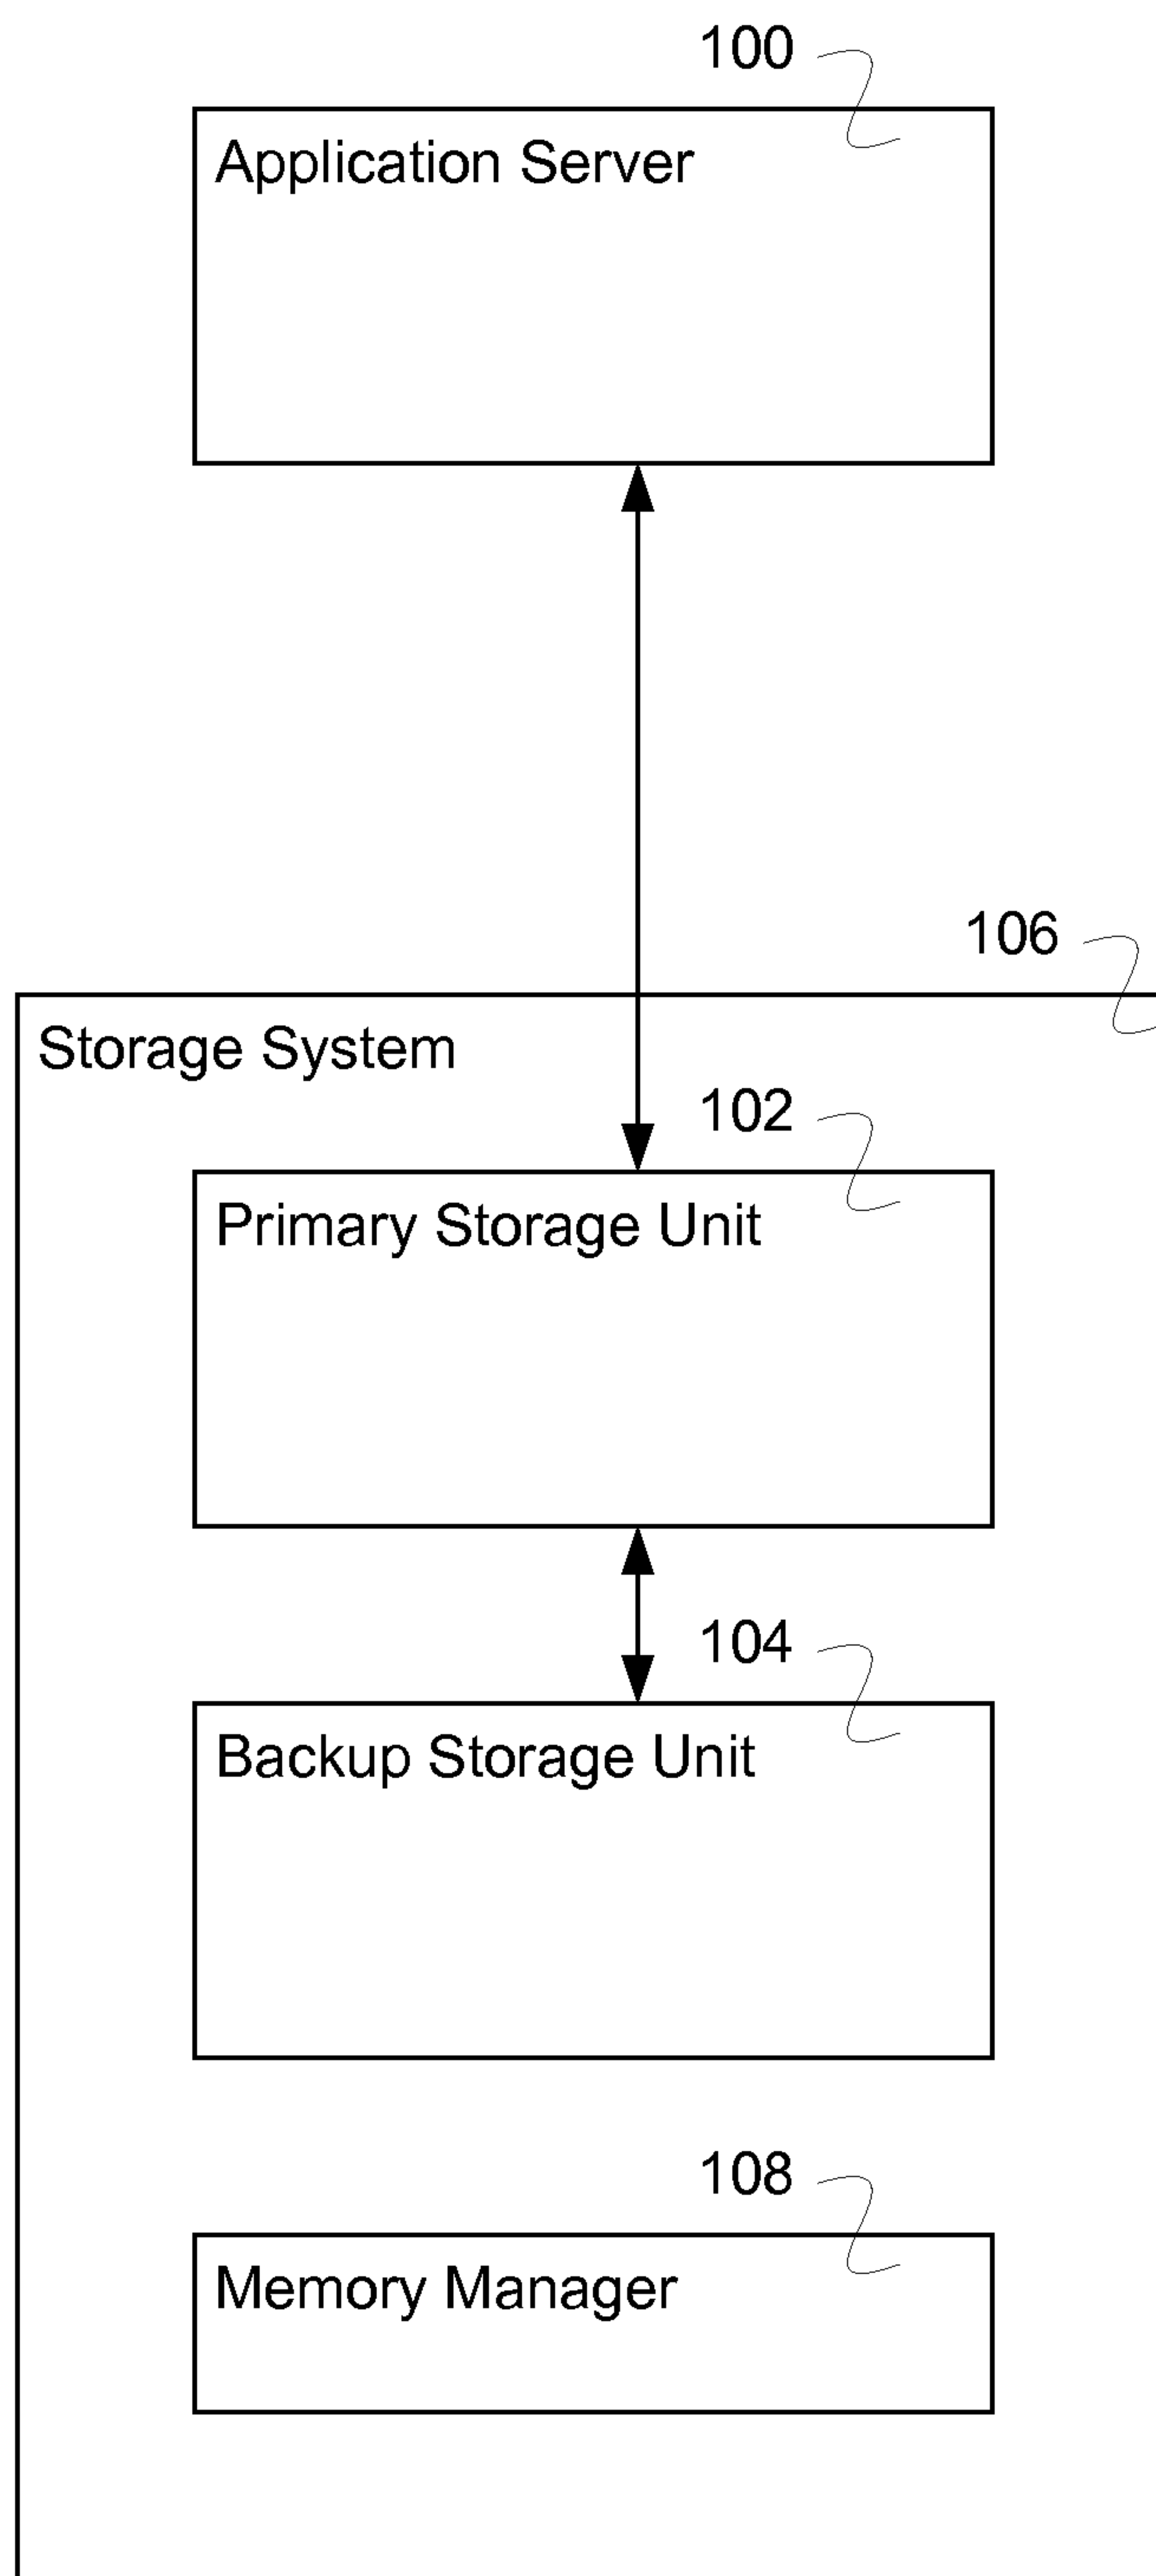 100
Application Server
106
Storage System
102
Primary Storage Unit
104
Backup Storage Unit
108
Memory Manager